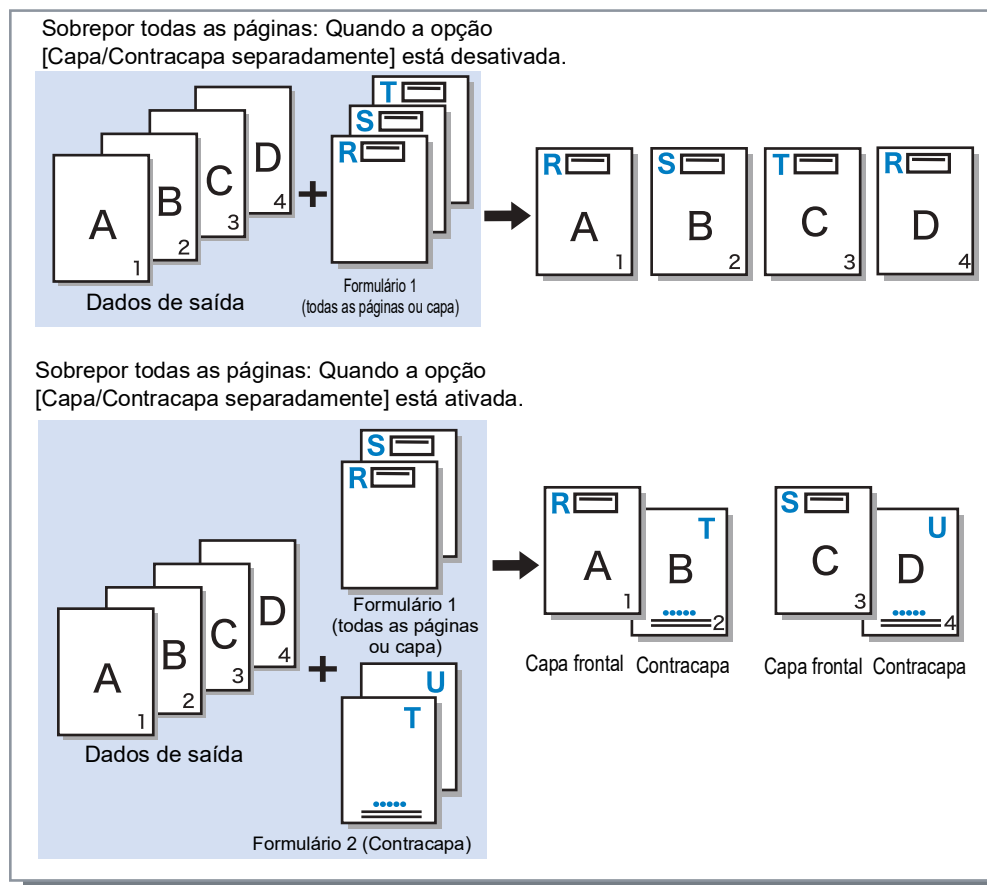 Sobrepor todas as páginas: Quando a opção
[Capa/Contracapa separadamente] está desativada.
A
1
B
2
C
3
D
4
Dados de saída
R
S
T
Formulário 1
(todas as páginas ou capa)
R
A
1
S
B
2
T
C
3
R
D
4
Sobrepor todas as páginas: Quando a opção
[Capa/Contracapa separadamente] está ativada.
A
1
B
2
C
3
D
4
Dados de saída
S
R
Formulário 1
(todas as páginas
ou capa)
U
T
Formulário 2 (Contracapa)
R
A
1
T
B
2
Capa frontal Contracapa
S
C
3
U
D
4
Capa frontal Contracapa